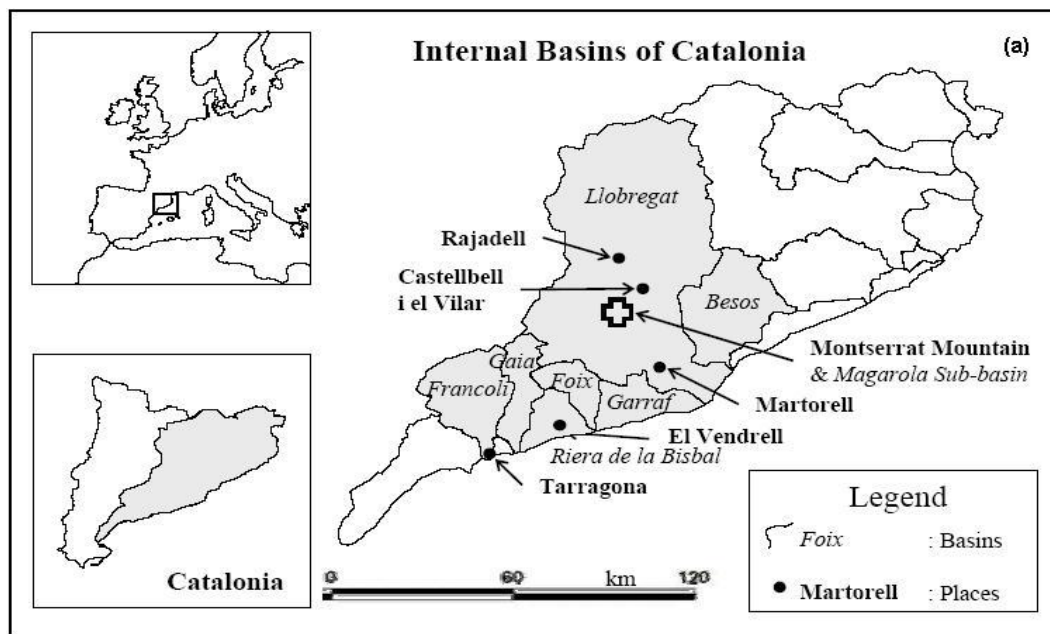 Internal Basins of Catalonia
(a)
Llobregat
Rajadell
Castellbell
i el Vilar
Besos
Montserrat Mountain
& Magarola Sub-basin
Gaia
Francoli
Foix
Garraf
Martorell
El Vendrell
Riera de la Bisbal
Tarragona
Catalonia
0 60 km 120
Legend
Foix : Basins
Martorell : Places